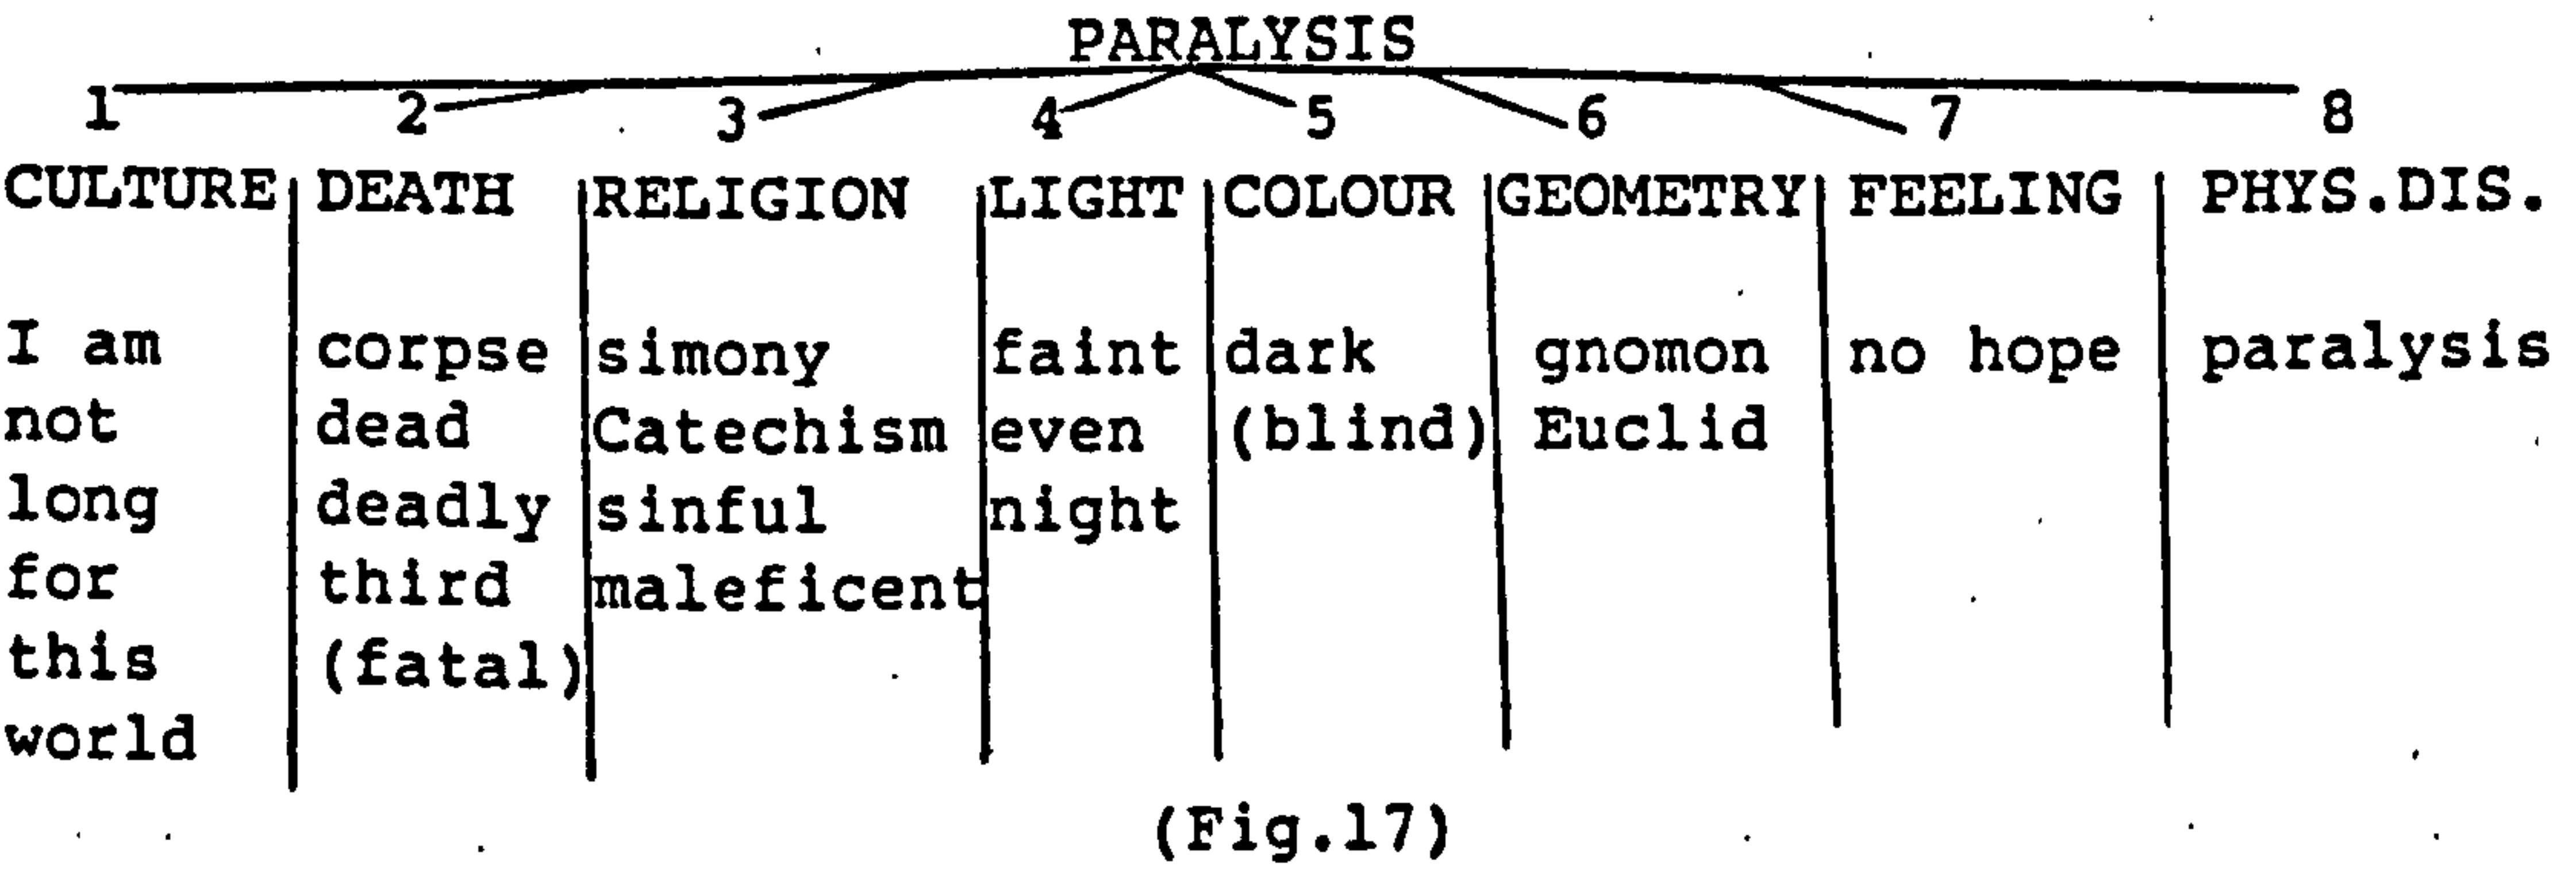 PARALYSIS
1 2 3 4 5 6 7 8
CULTURE DEATH RELIGION LIGHT COLOUR GEOMETRY FEELING PHYS.DIS.
I am corpse simony faint dark gnomon no hope paralysis
not dead Catechism even (blind) Euclid
long deadly sinful night
for third maleficent
this (fatal)
world
(Fig.17)